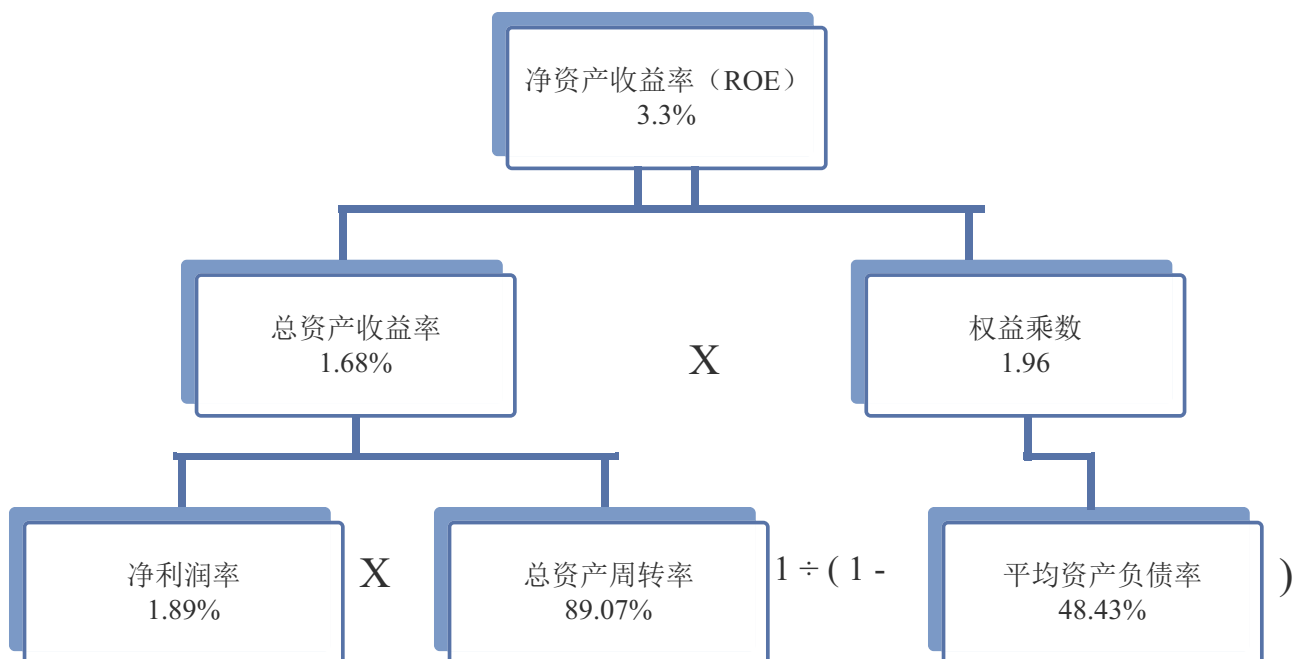 净资产收益率（ROE）
3.3%
总资产收益率
1.68%
X
权益乘数
1.96
净利润率
1.89%
X
总资产周转率
89.07%
1 ÷ ( 1 -
平均资产负债率
48.43%
)